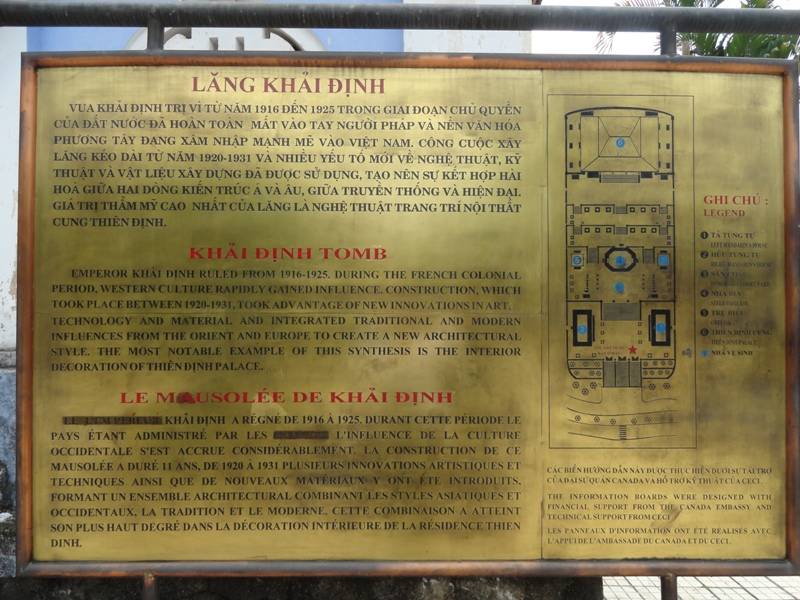 LĂNG KHẢI ĐỊNH
VUA KHẢI ĐỊNH TRỊ VÌ TỪ NĂM 1916 ĐẾN 1925 TRONG GIAI ĐOẠN CHỦ QUYỀN
CỦA ĐẤT NƯỚC ĐÃ HOÀN TOÀN MẤT VÀO TAY NGƯỜI PHÁP VÀ NỀN VĂN HÓA
PHƯƠNG TÂY ĐANG XÂM NHẬP MẠNH MẼ VÀO VIỆT NAM. CÔNG CUỘC XÂY
LĂNG KÉO DÀI TỪ NĂM 1920-1931 VÀ NHIỀU YẾU TỐ MỚI VỀ NGHỆ THUẬT, KỸ
THUẬT VÀ VẬT LIỆU XÂY DỰNG ĐÃ ĐƯỢC SỬ DỤNG, TẠO NÊN SỰ KẾT HỢP HÀI
HOÀ GIỮA HAI DÒNG KIẾN TRÚC Á VÀ ÂU, GIỮA TRUYỀN THỐNG VÀ HIỆN ĐẠI.
GIÁ TRỊ THẨM MỸ CAO NHẤT CỦA LĂNG LÀ NGHỆ THUẬT TRANG TRÍ NỘI THẤT
CUNG THIÊN ĐỊNH.
KHẢI ĐỊNH TOMB
EMPEROR KHẢI ĐỊNH RULED FROM 1916-1925. DURING THE FRENCH COLONIAL
PERIOD, WESTERN CULTURE RAPIDLY GAINED INFLUENCE. CONSTRUCTION, WHICH
TOOK PLACE BETWEEN 1920-1931, TOOK ADVANTAGE OF NEW INNOVATIONS IN ART,
TECHNOLOGY AND MATERIAL AND INTEGRATED TRADITIONAL AND MODERN
INFLUENCES FROM THE ORIENT AND EUROPE TO CREATE A NEW ARCHITECTURAL
STYLE. THE MOST NOTABLE EXAMPLE OF THIS SYNTHESIS IS THE INTERIOR
DECORATION OF THIÊN ĐỊNH PALACE.
LE MAUSOLÉE DE KHẢI ĐỊNH
KHẢI ĐỊNH A RÉGNÉ DE 1916 À 1925. DURANT CETTE PÉRIODE LE
PAYS ÉTANT ADMINISTRÉ PAR LES L'INFLUENCE DE LA CULTURE
OCCIDENTALE S'EST ACCRUE CONSIDÉRABLEMENT. LA CONSTRUCTION DE CE
MAUSOLÉE A DURÉ 11 ANS, DE 1920 À 1931 PLUSIEURS INNOVATIONS ARTISTIQUES ET
TECHNIQUES AINSI QUE DE NOUVEAUX MATÉRIAUX Y ONT ÉTÉ INTRODUITS,
FORMANT UN ENSEMBLE ARCHITECTURAL COMBINANT LES STYLES ASIATIQUES ET
OCCIDENTAUX, LA TRADITION ET LE MODERNE. CETTE COMBINAISON A ATTEINT
SON PLUS HAUT DEGRÉ DANS LA DÉCORATION INTÉRIEURE DE LA RÉSIDENCE THIEN
DINH.
GHI CHÚ :
LEGEND
1 TẢ TÙNG TỰ
2 HỮU TÙNG TỰ
NHÀ BIA
NHÀ VỆ SINH
CÁC BIỂN HƯỚNG DẪN NÀY ĐƯỢC THỰC HIỆN DƯỚI SỰ TÀI TRỢ
CỦA ĐẠI SỨ QUÁN CANADA VÀ HỖ TRỢ KỸ THUẬT CỦA CECI.
THE INFORMATION BOARDS WERE DESIGNED WITH
FINANCIAL SUPPORT FROM THE CANADA EMBASSY AND
TECHNICAL SUPPORT FROM CECI
LES PANNEAUX D'INFORMATION ONT ÉTÉ RÉALISÉS AVEC
L'APPUI DE L'AMBASSADE DU CANADA ET DU CECI.